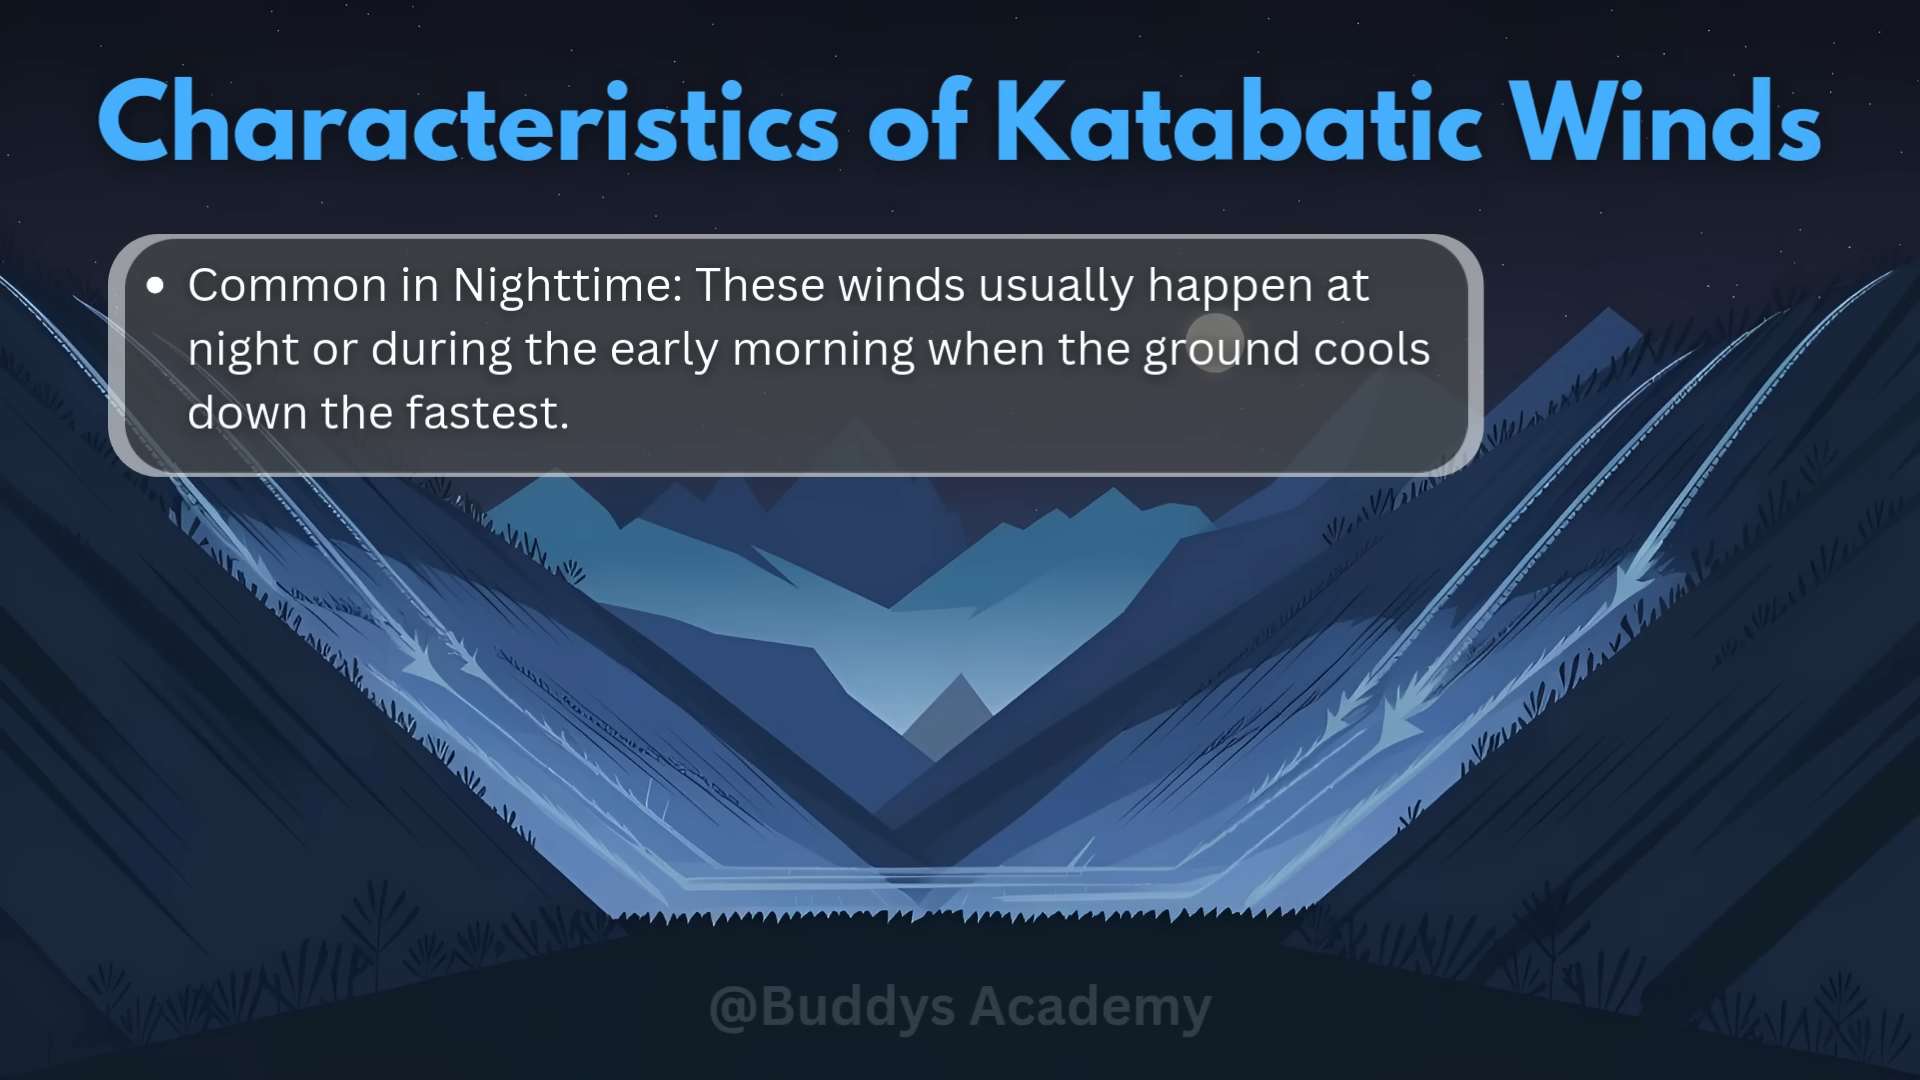 Characteristics of Katabatic Winds
• Common in Nighttime: These winds usually happen at
night or during the early morning when the ground cools
down the fastest.
@Buddys Academy